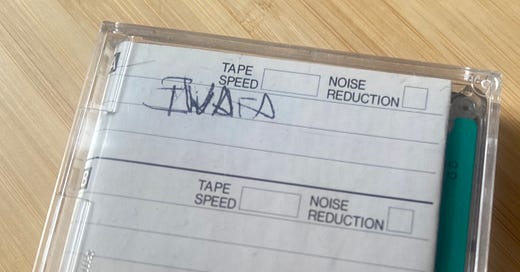 TAPE SPEED NOISE REDUCTION
IWAFA
TAPE SPEED NOISE REDUCTION